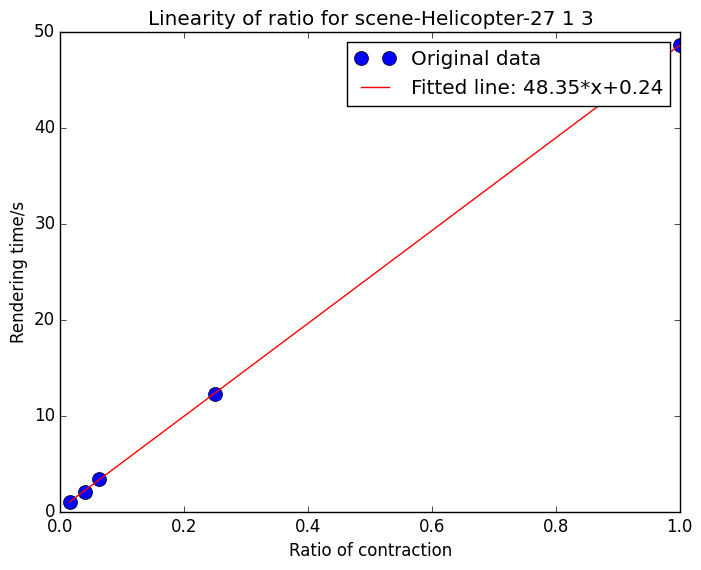 Linearity of ratio for scene-Helicopter-27 1 3
Original data
Fitted line: 48.35*x+0.24
50
40
30
20
10
0
Rendering time/s
0.0 0.2 0.4 0.6 0.8 1.0
Ratio of contraction